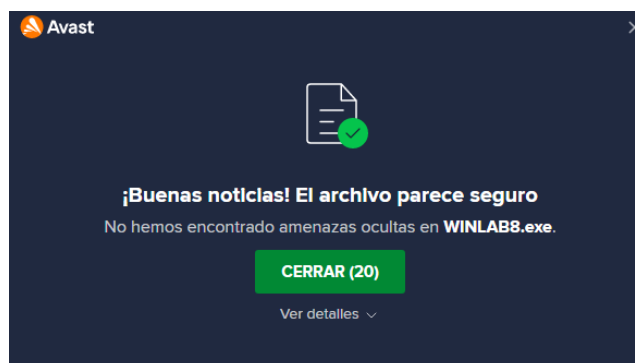 Avast
¡Buenas noticias! El archivo parece seguro
No hemos encontrado amenazas ocultas en WINLAB8.exe.
CERRAR (20)
Ver detalles